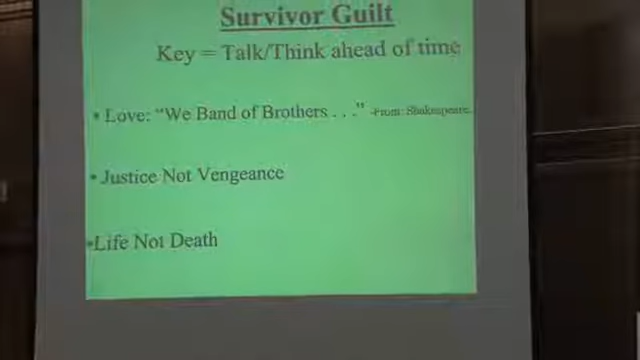 Survivor Guilt
Key = Talk/Think ahead of time
• Love: "We Band of Brothers . . ." -From: Shakespeare
• Justice Not Vengeance
•Life Not Death